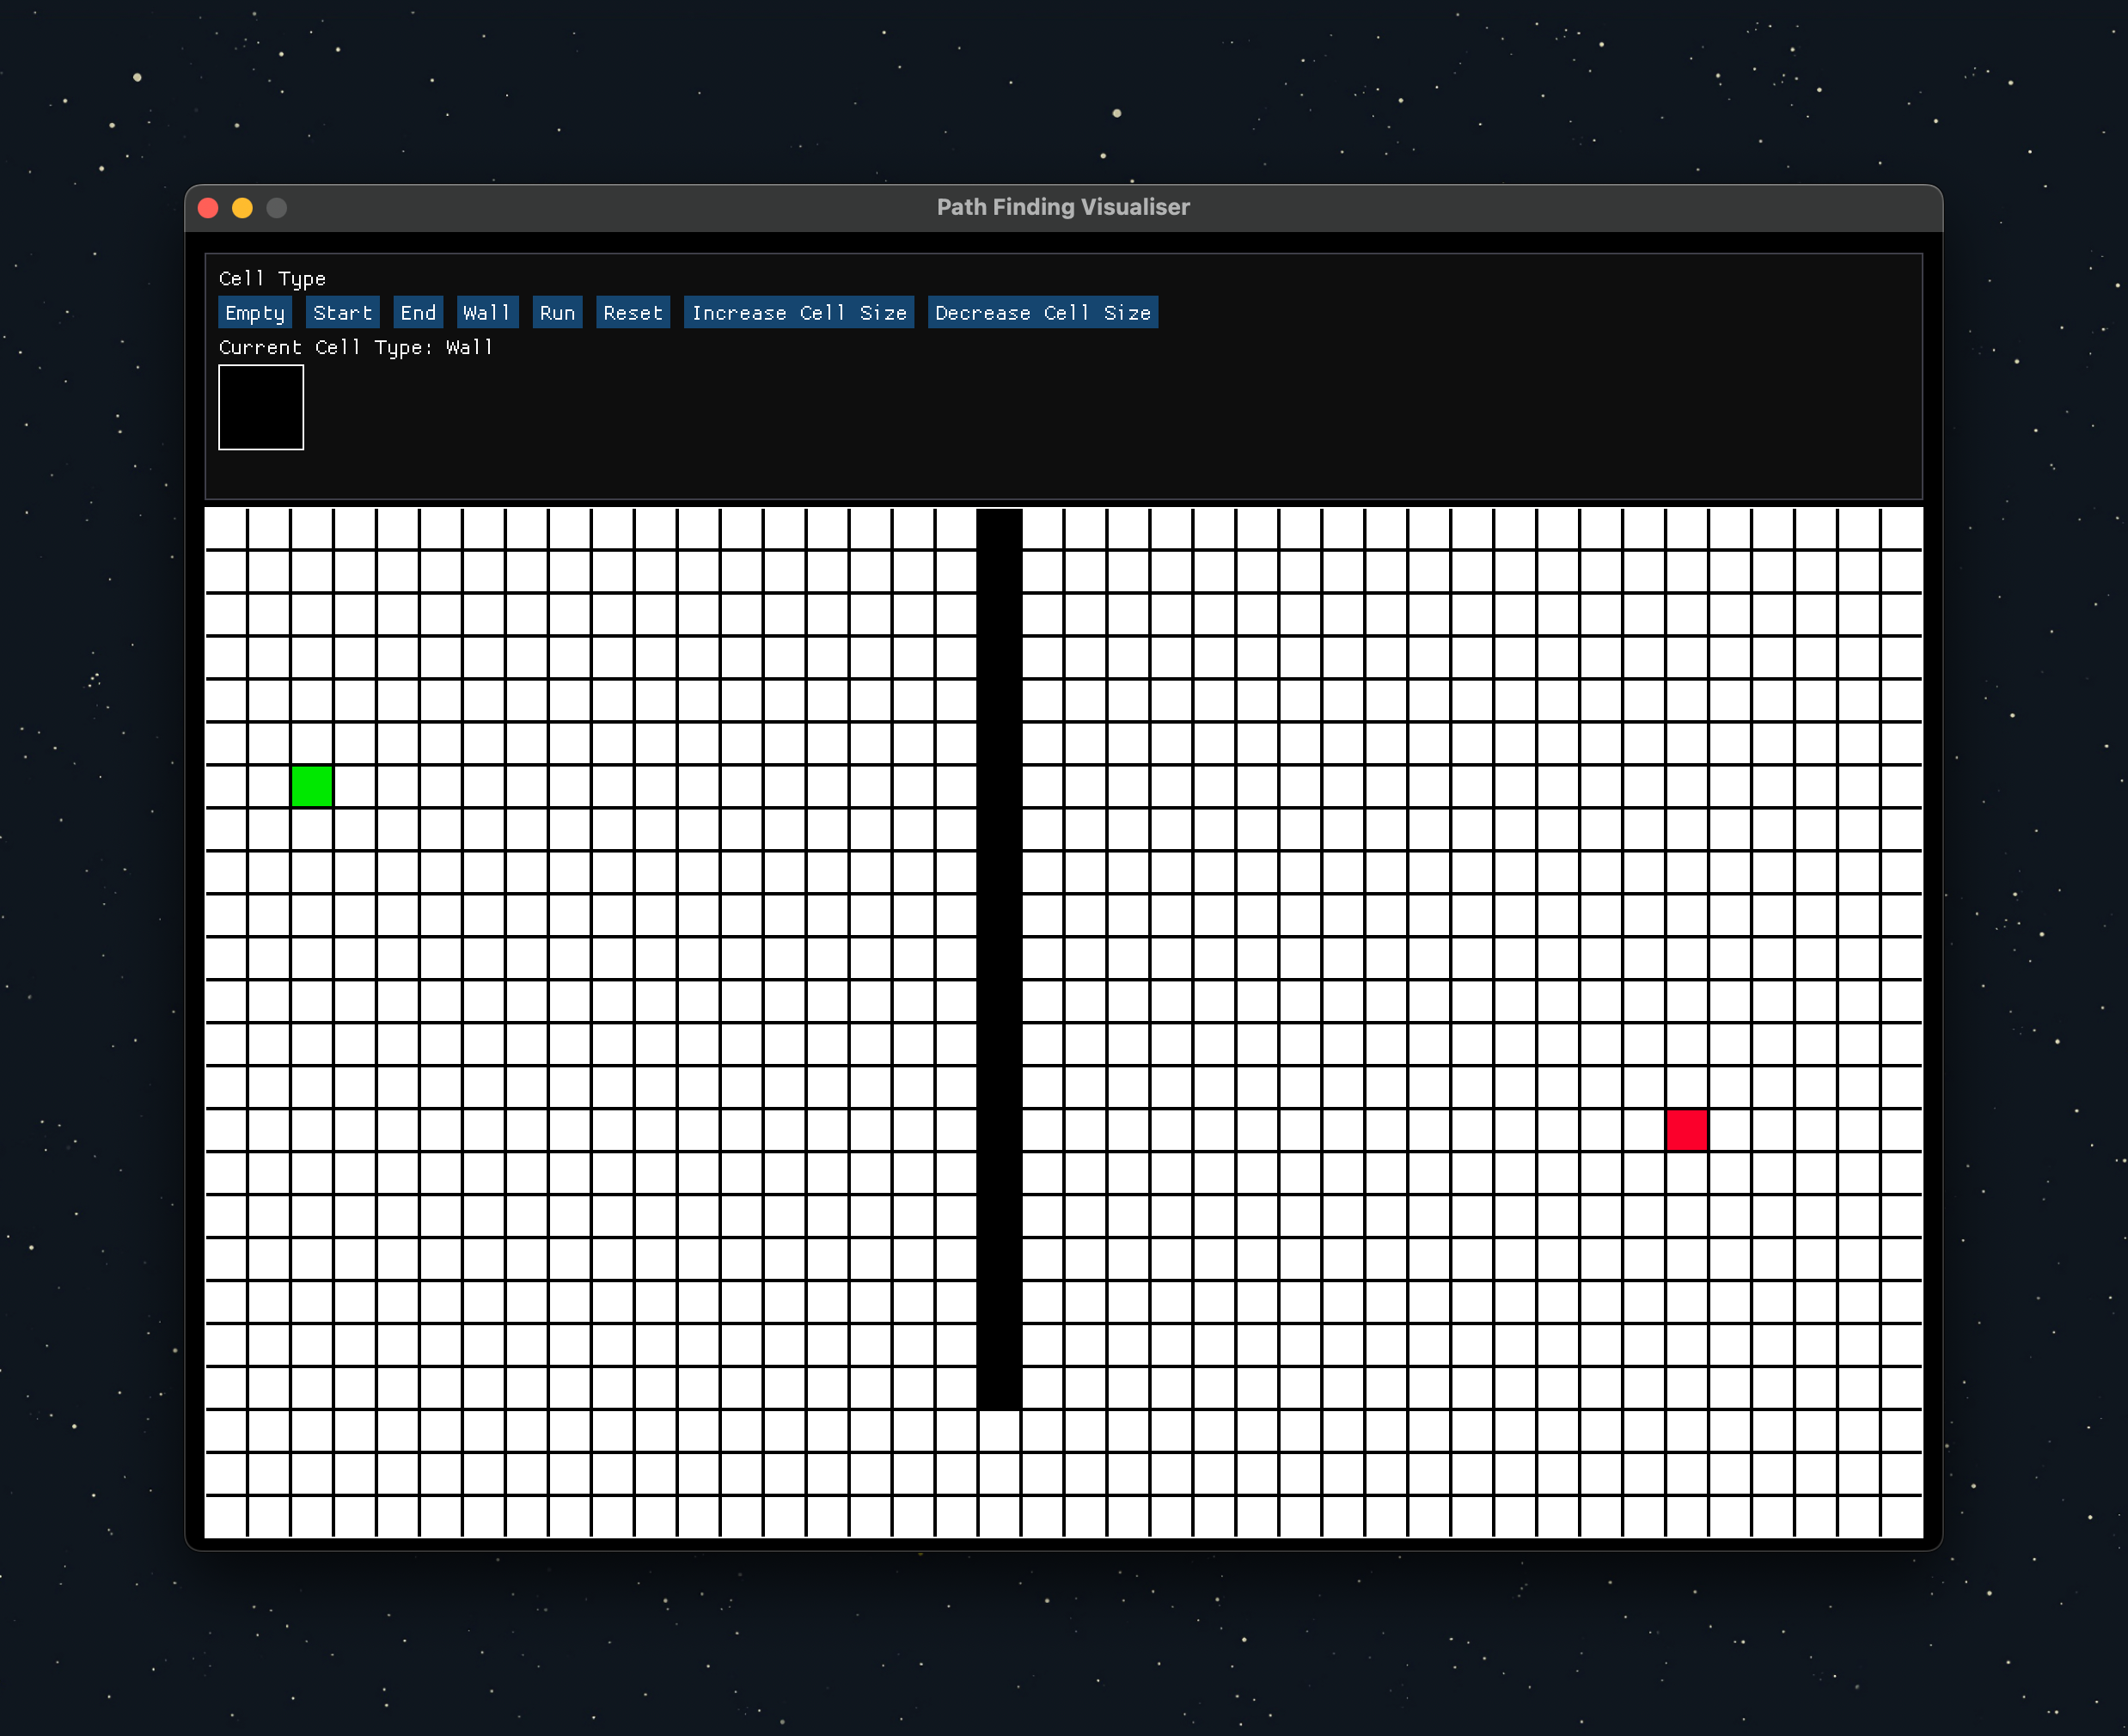 Path Finding Visualiser
Cell Type
Empty Start End Wall Run Reset Increase Cell Size Decrease Cell Size
Current Cell Type: Wall